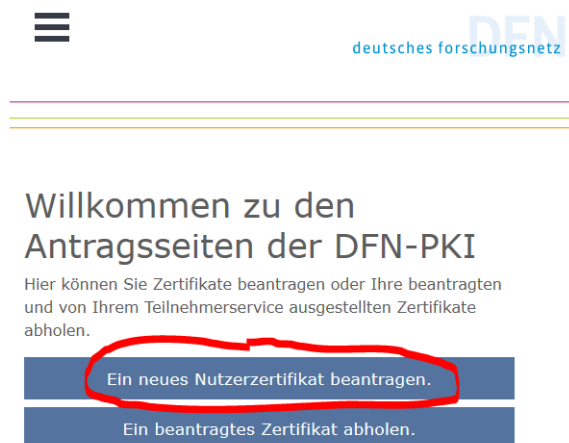 DFN
deutsches forschungsnetz
Willkommen zu den
Antragsseiten der DFN-PKI
Hier können Sie Zertifikate beantragen oder Ihre beantragten
und von Ihrem Teilnehmerservice ausgestellten Zertifikate
abholen.
Ein neues Nutzerzertifikat beantragen.
Ein beantragtes Zertifikat abholen.